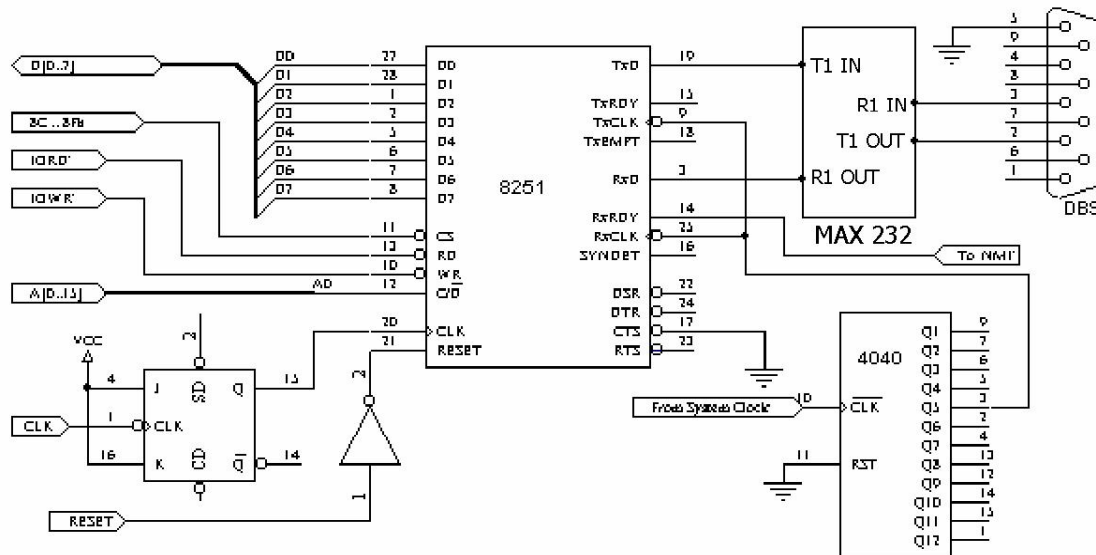 D[0..7]
IORD'
IOWR'
A[0..15]
A0
D0 27
D1 28
D2 1
D3 2
D4 5
D5 6
D6 7
D7 8
11
13
10
12
20
21
8251
D0
D1
D2
D3
D4
D5
D6
D7
CS
RD
WR
C/D
CLK
RESET
TxD 19
TxRDY 15
TxCLK 9
TxEMPT 18
RxD 3
RxRDY 14
RxCLK 25
SYNDET 16
DSR 22
DTR 24
CTS 17
RTS 23
T1 IN
R1 IN
T1 OUT
R1 OUT
MAX 232
To NMI'
5
9
4
8
3
7
2
6
1
VCC
4 J
CLK 1 CLK
16 K
2
SD
CD
Q 15
Q 14
2
1
RESET
4040
From System Clock 10 CLK
11 RST
Q1 9
Q2 7
Q3 6
Q4 5
Q5 3
Q6 2
Q7 4
Q8 13
Q9 12
Q10 14
Q11 15
Q12 1